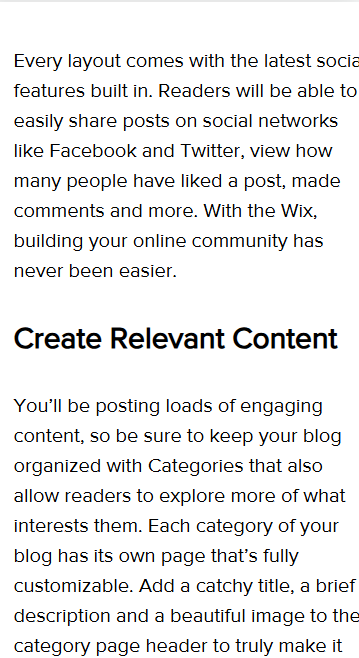 Every layout comes with the latest socia
features built in. Readers will be able to
easily share posts on social networks
like Facebook and Twitter, view how
many people have liked a post, made
comments and more. With the Wix,
building your online community has
never been easier.
Create Relevant Content
You’ll be posting loads of engaging
content, so be sure to keep your blog
organized with Categories that also
allow readers to explore more of what
interests them. Each category of your
blog has its own page that’s fully
customizable. Add a catchy title, a brief
description and a beautiful image to the
category page header to truly make it